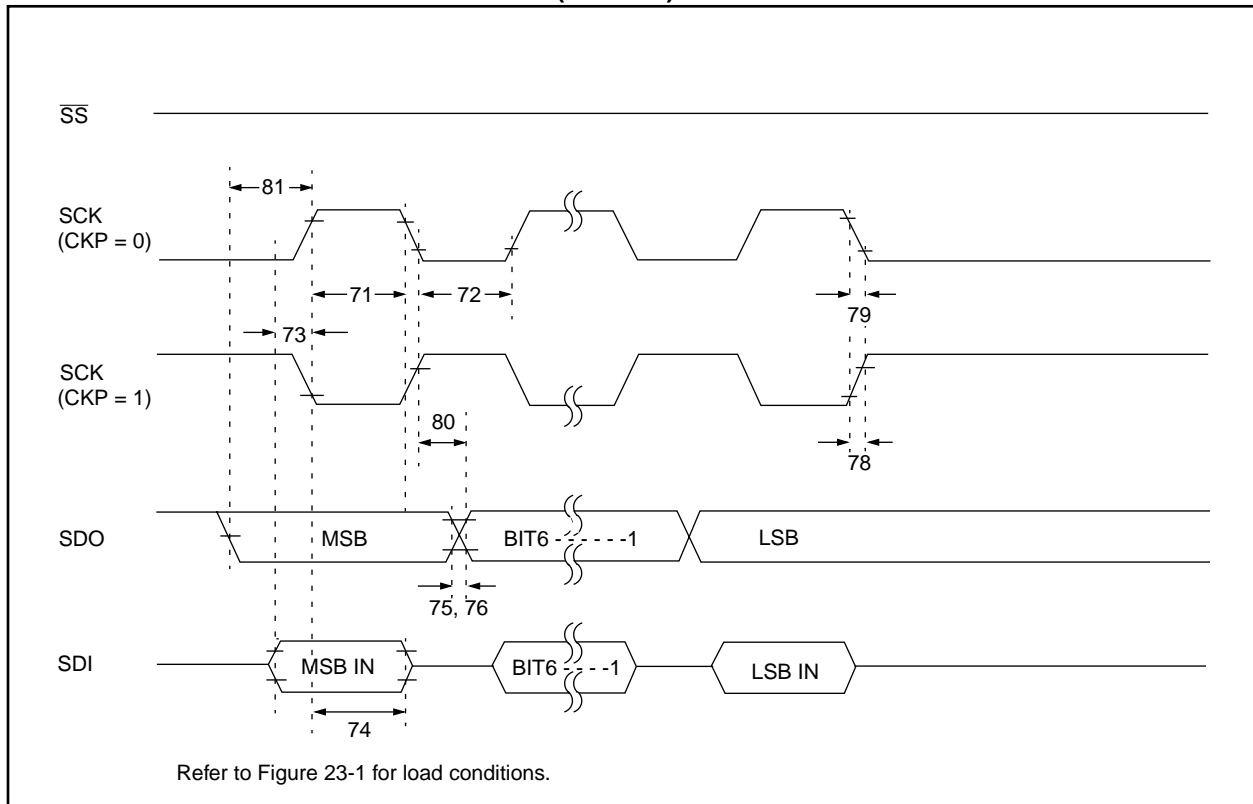 SS
81
SCK
(CKP = 0)
71
72
79
73
SCK
(CKP = 1)
80
78
SDO
MSB
BIT6 - - - - - -1
LSB
75, 76
SDI
MSB IN
BIT6 - - - -1
LSB IN
74
Refer to Figure 23-1 for load conditions.